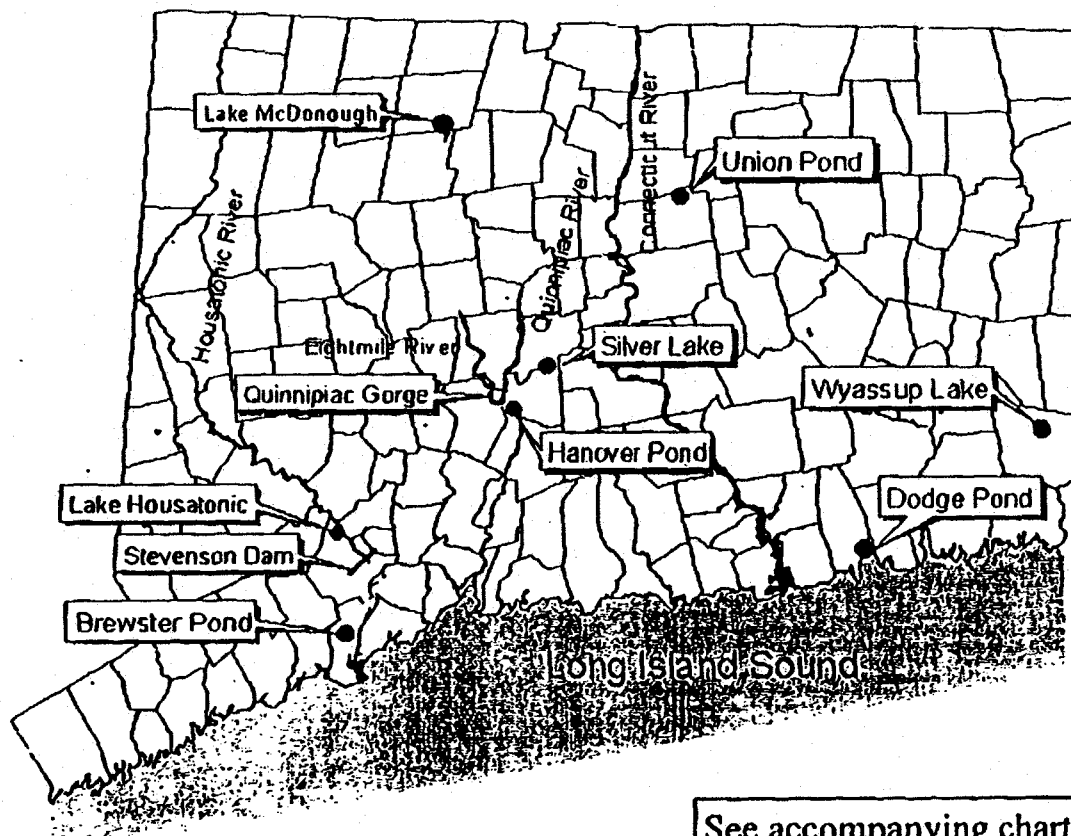 Lake McDonough
Connecticut River
Union Pond
Housatonic River
Quinnipiac River
Eightmile River
Silver Lake
Quinnipiac Gorge
Wyassup Lake
Hanover Pond
Lake Housatonic
Dodge Pond
Stevenson Dam
Brewster Pond
Long Island Sound
See accompanying chart